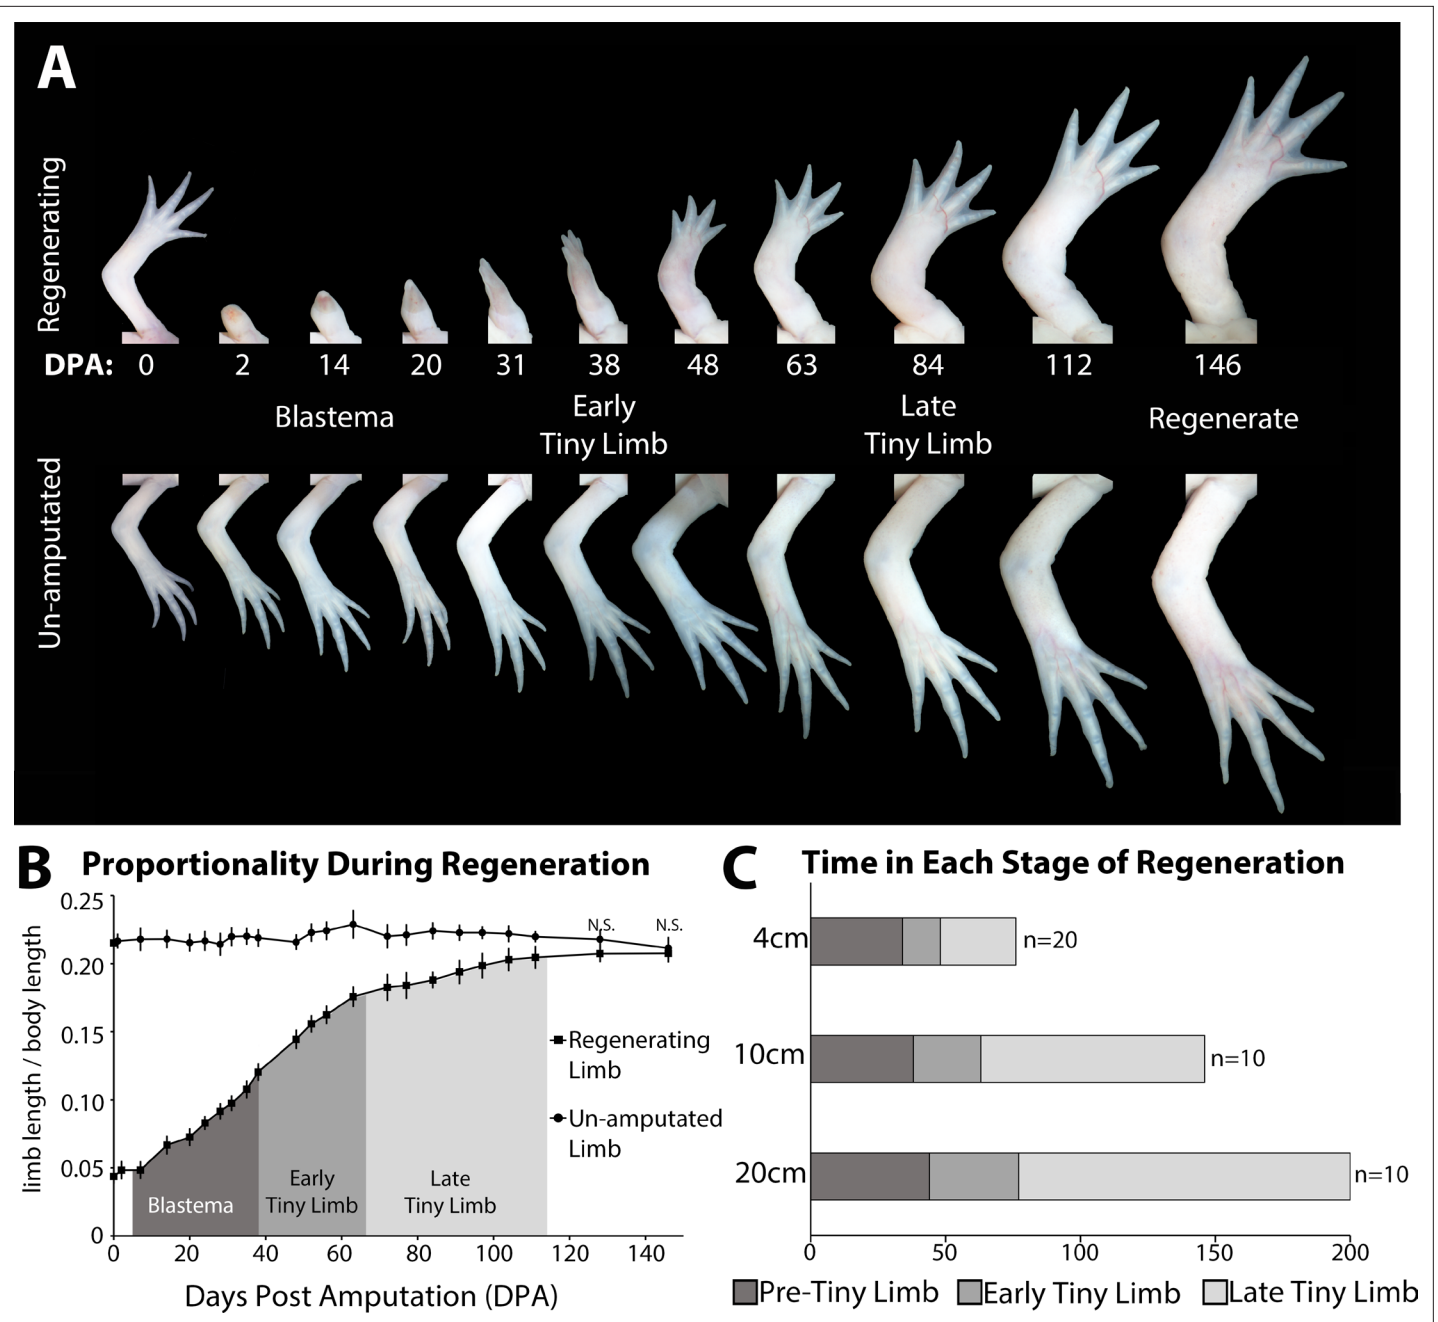 A
Regenerating
DPA: 0 2 14 20 31 38 48 63 84 112 146
Blastema
Early
Tiny Limb
Late
Tiny Limb
Regenerate
Un-amputated
B
Proportionality During Regeneration
limb length / body length
0.25
0.20
0.15
0.10
0.05
0
N.S.
N.S.
Regenerating
Limb
Un-amputated
Limb
Blastema
Early
Tiny Limb
Late
Tiny Limb
0 20 40 60 80 100 120 140
Days Post Amputation (DPA)
C
Time in Each Stage of Regeneration
4cm
n=20
10cm
n=10
20cm
n=10
0 50 100 150 200
Pre-Tiny Limb
Early Tiny Limb
Late Tiny Limb